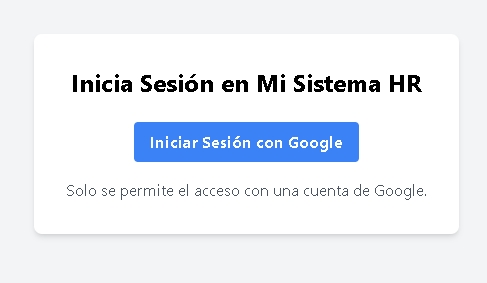 Inicia Sesión en Mi Sistema HR
Iniciar Sesión con Google
Solo se permite el acceso con una cuenta de Google.